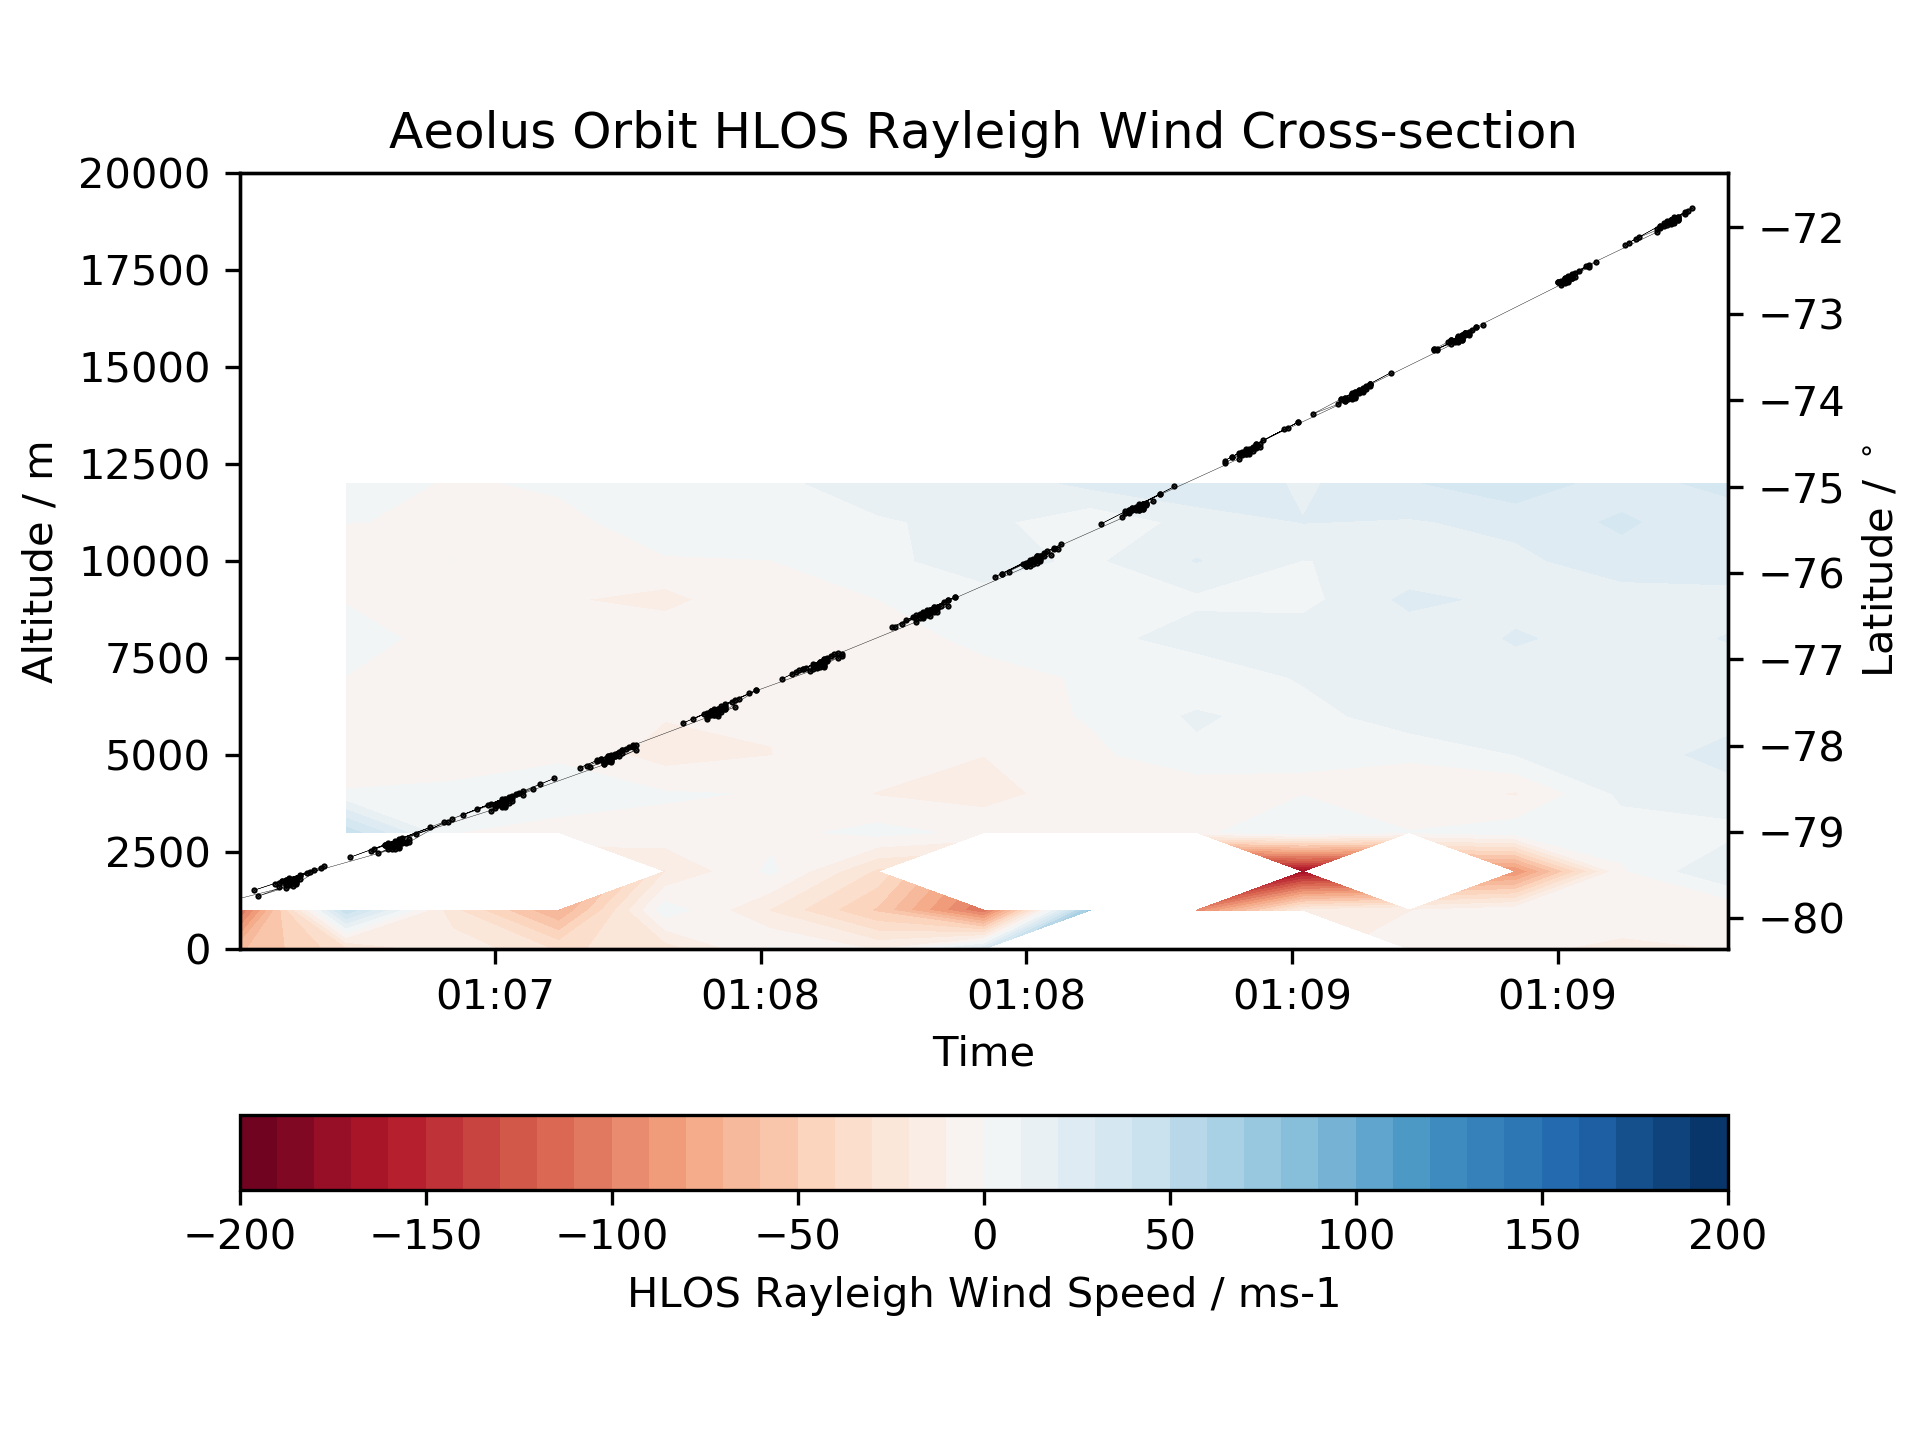 Aeolus Orbit HLOS Rayleigh Wind Cross-section
20000
17500
15000
12500
10000
7500
5000
2500
0
Altitude / m
−72
−73
−74
−75
−76
−77
−78
−79
−80
Latitude / °
01:07 01:08 01:08 01:09 01:09
Time
−200 −150 −100 −50 0 50 100 150 200
HLOS Rayleigh Wind Speed / ms-1